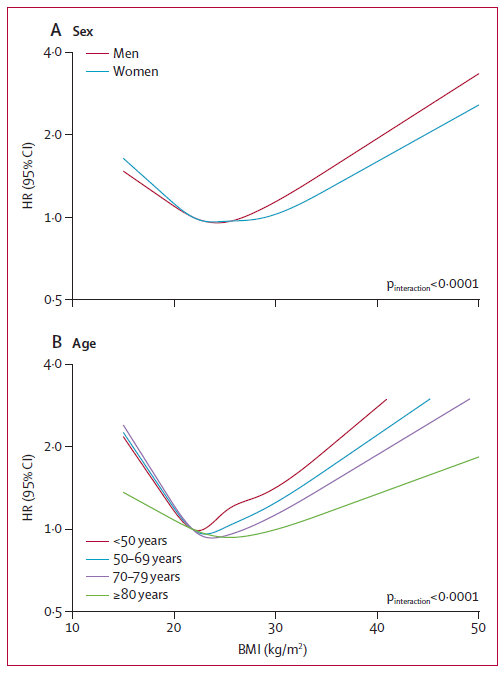 A Sex
4·0
Men
Women
2·0
HR (95% CI)
1·0
pinteraction<0·0001
0·5
B Age
4·0
2·0
HR (95% CI)
1·0
<50 years
50–69 years
70–79 years
≥80 years
pinteraction<0·0001
0·5
10 20 30 40 50
BMI (kg/m²)